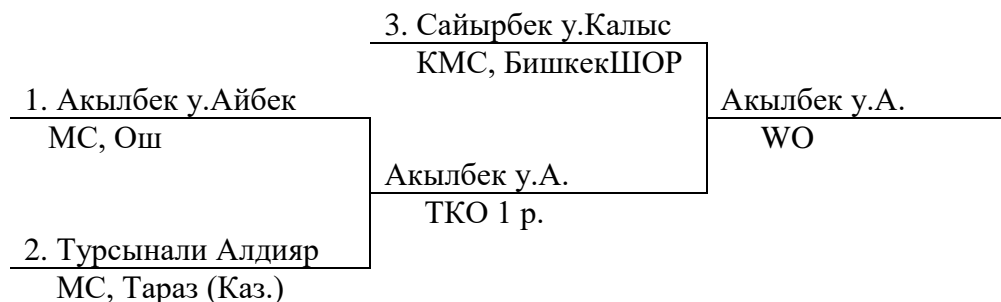 3. Сайырбек у.Калыс
КМС, БишкекШОР
1. Акылбек у.Айбек
МС, Ош
Акылбек у.А.
WO
Акылбек у.А.
ТКО 1 р.
2. Турсынали Алдияр
МС, Тараз (Каз.)